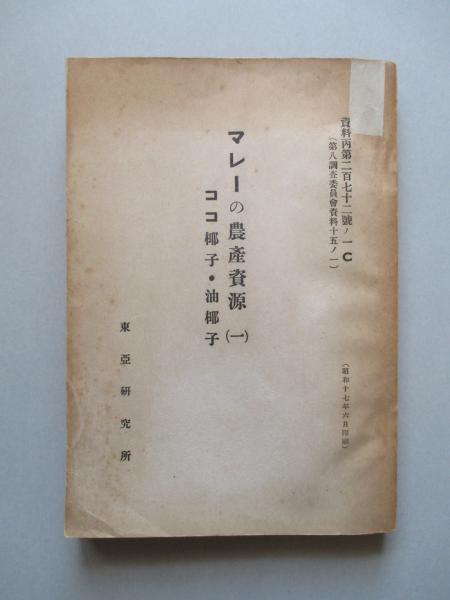 資料丙第二百七十二號ノ一C
（第八調査委員會資料十五ノ一）
マレーの農產資源（一）
ココ椰子・油椰子
（昭和十七年六月印刷）
東亞硏究所